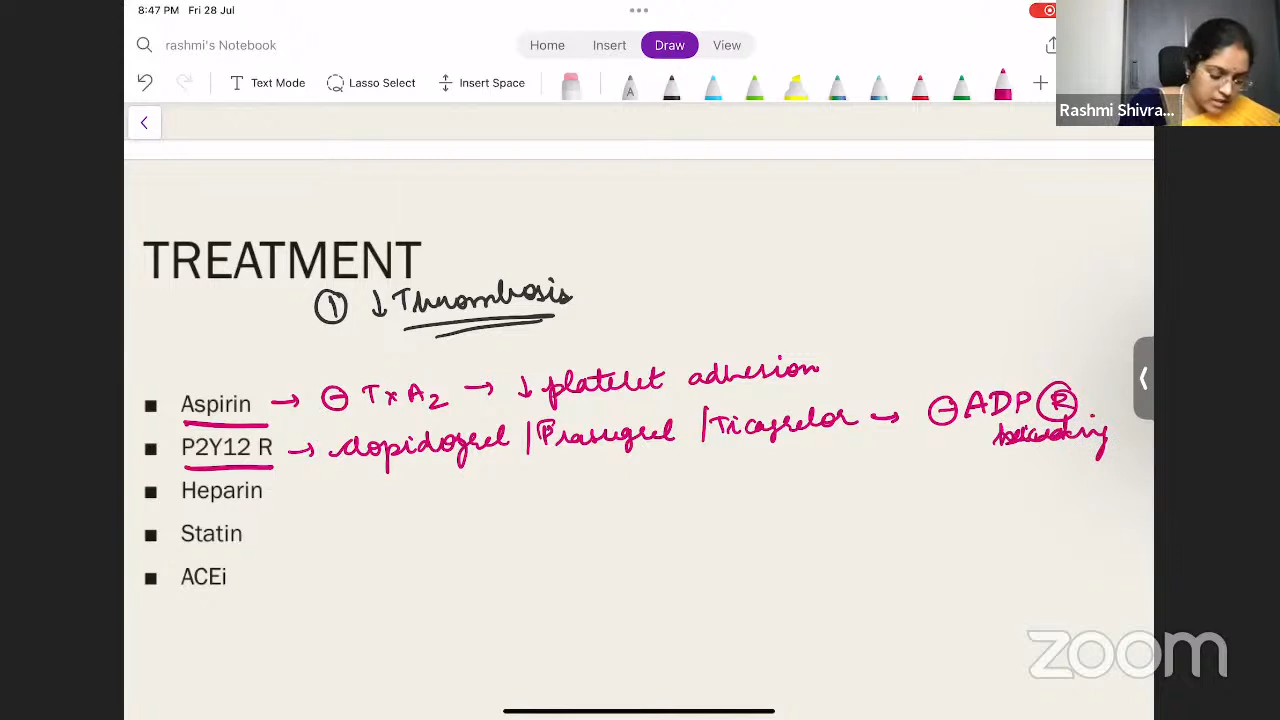 8:47 PM Fri 28 Jul
rashmi's Notebook Home Insert Draw View
Text Mode Lasso Select Insert Space A
Rashmi Shivra...
TREATMENT
① ↓ Thrombosis
■ Aspirin → ⊖ TxA2 → ↓ platelet adhesion
■ P2Y12 R → clopidogrel / Prasugrel / Ticagrelor → ⊖ ADP R
■ Heparin
■ Statin
■ ACEi
zoom